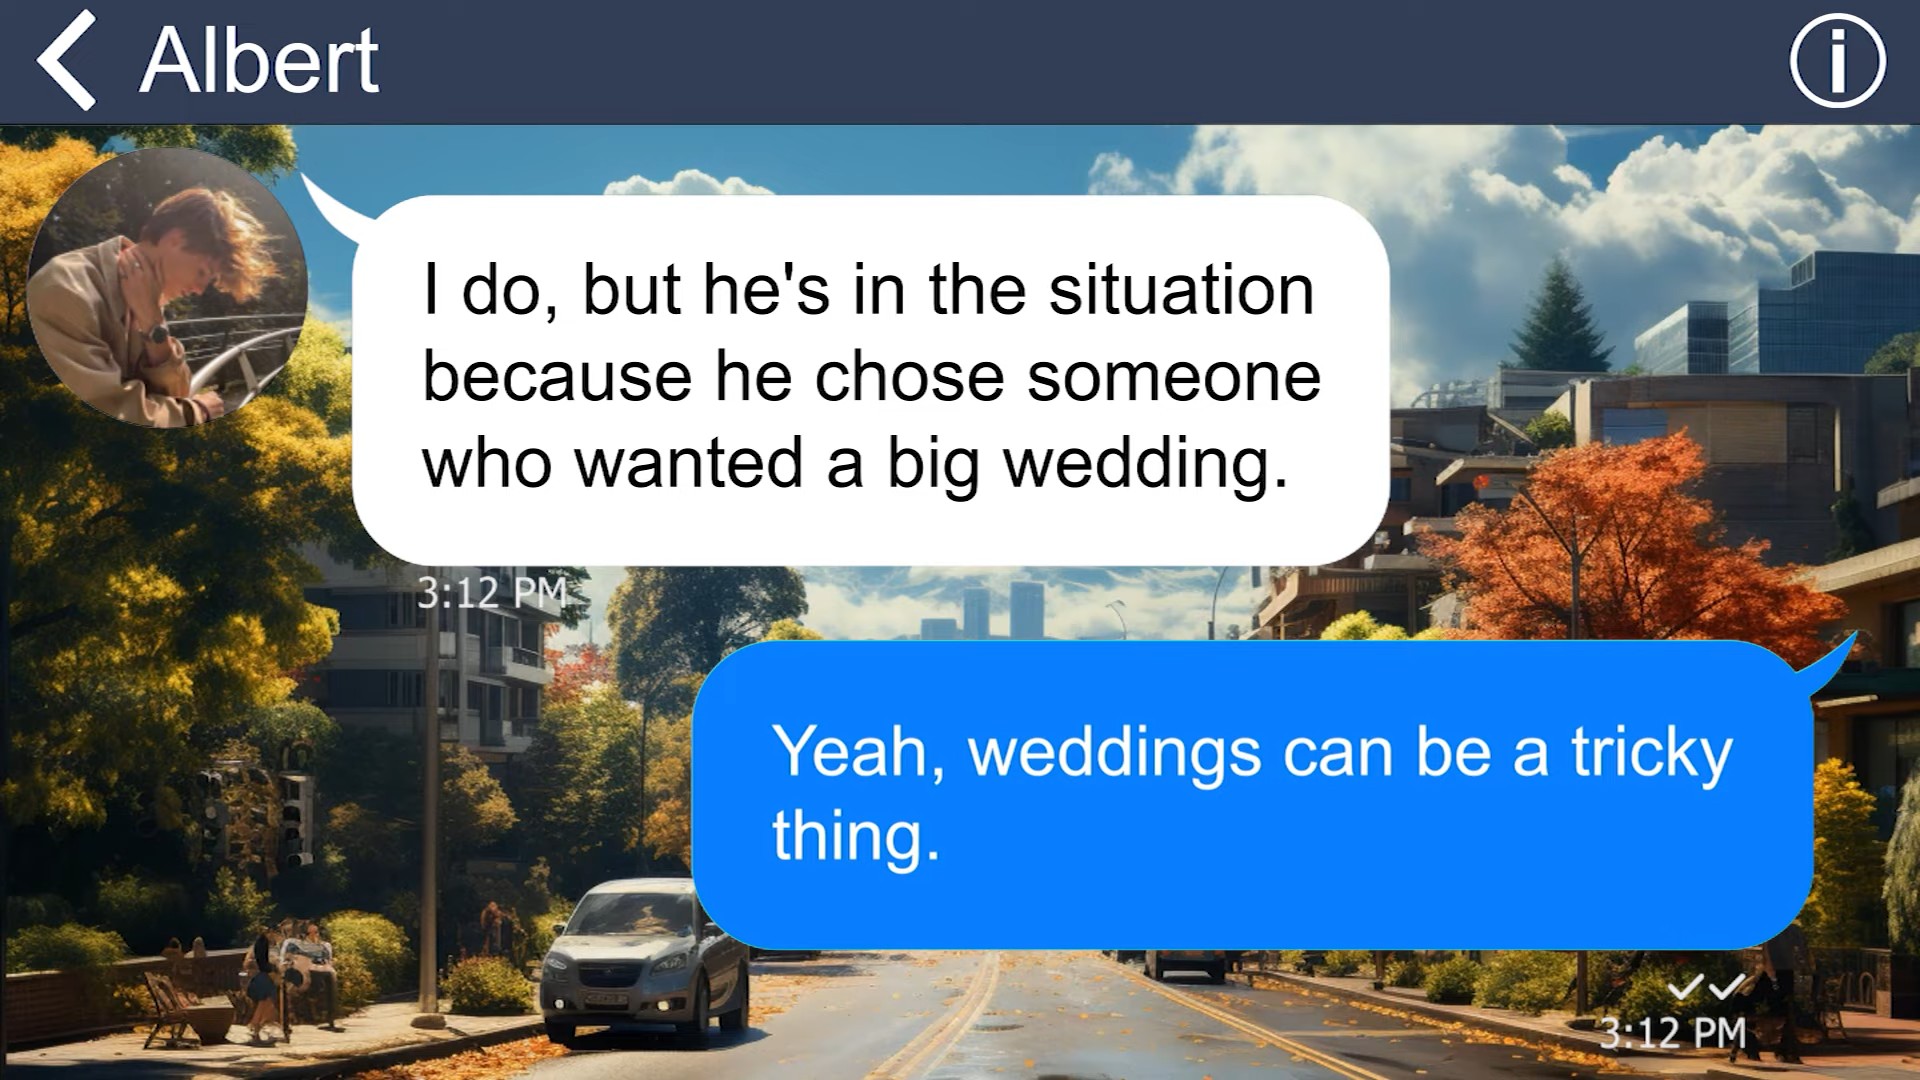 Albert
I do, but he's in the situation
because he chose someone
who wanted a big wedding.
3:12 PM
Yeah, weddings can be a tricky
thing.
3:12 PM